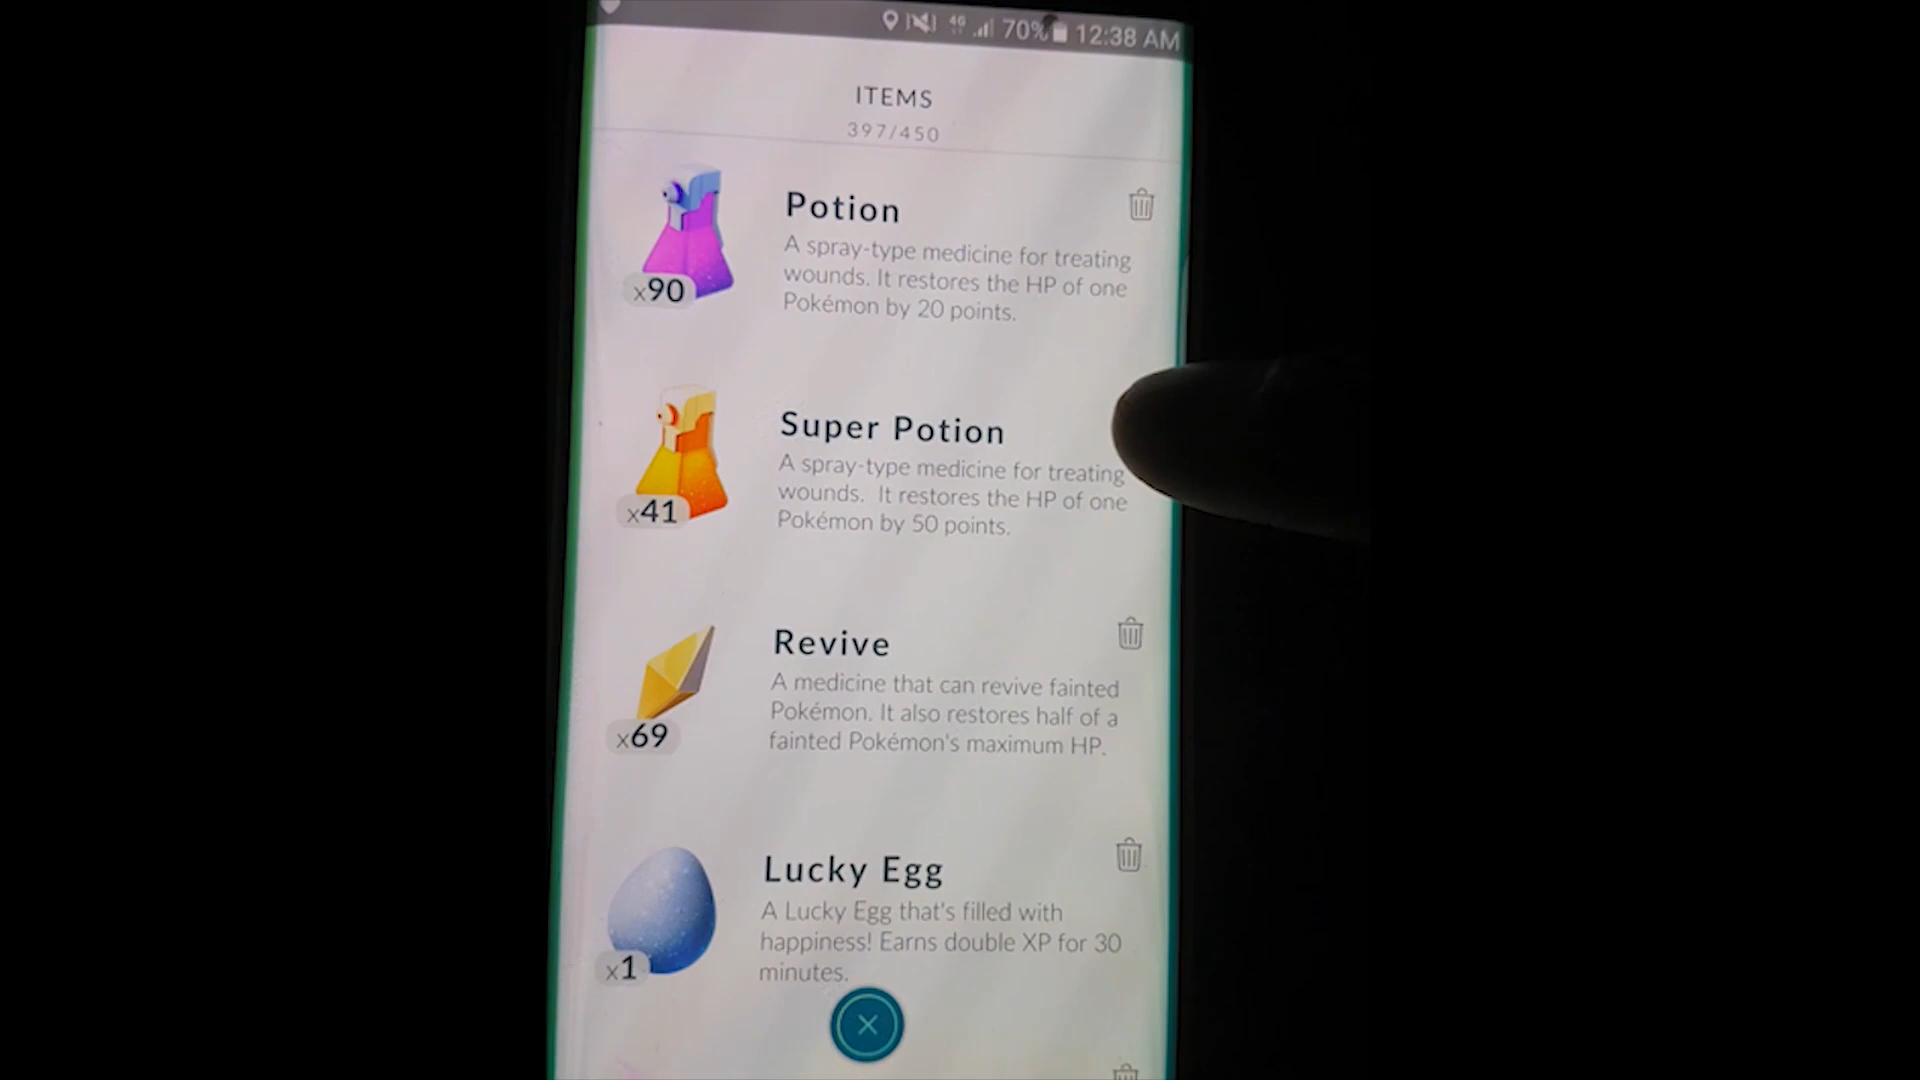 4G 70% 12:38 AM
ITEMS
397/450
Potion
A spray-type medicine for treating
wounds. It restores the HP of one
Pokémon by 20 points.
x90
Super Potion
A spray-type medicine for treating
wounds. It restores the HP of one
Pokémon by 50 points.
x41
Revive
A medicine that can revive fainted
Pokémon. It also restores half of a
fainted Pokémon's maximum HP.
x69
Lucky Egg
A Lucky Egg that's filled with
happiness! Earns double XP for 30
minutes.
x1